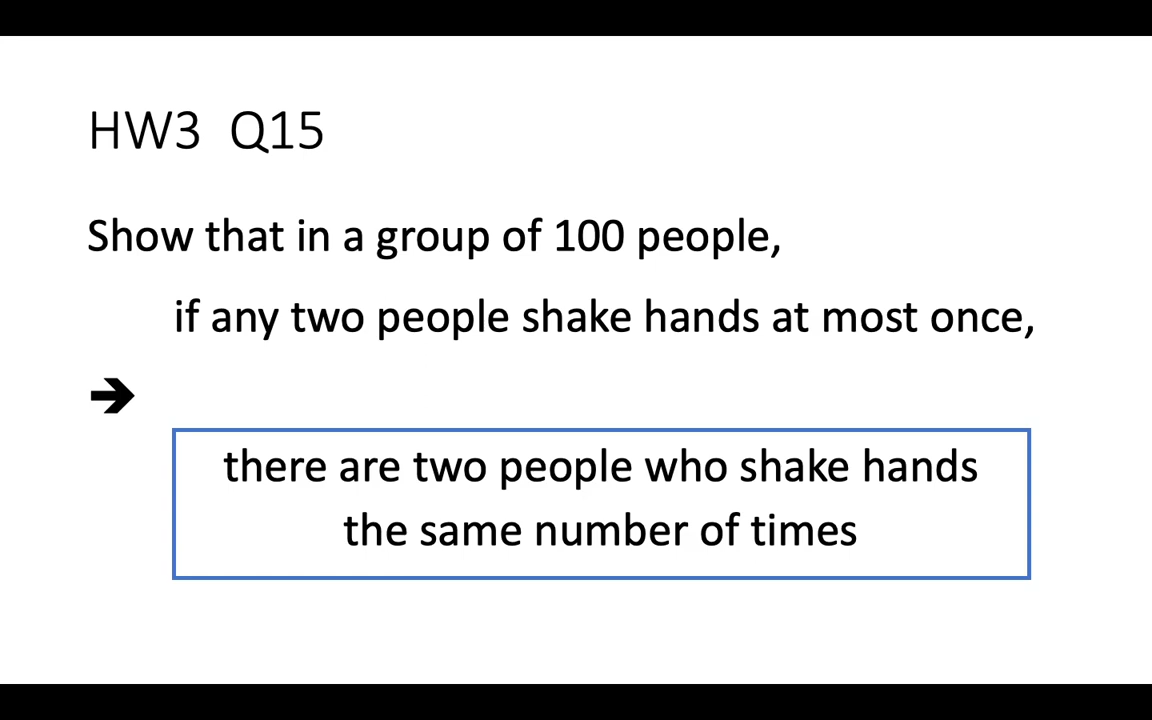 HW3 Q15
Show that in a group of 100 people,
if any two people shake hands at most once,
➔
there are two people who shake hands
the same number of times